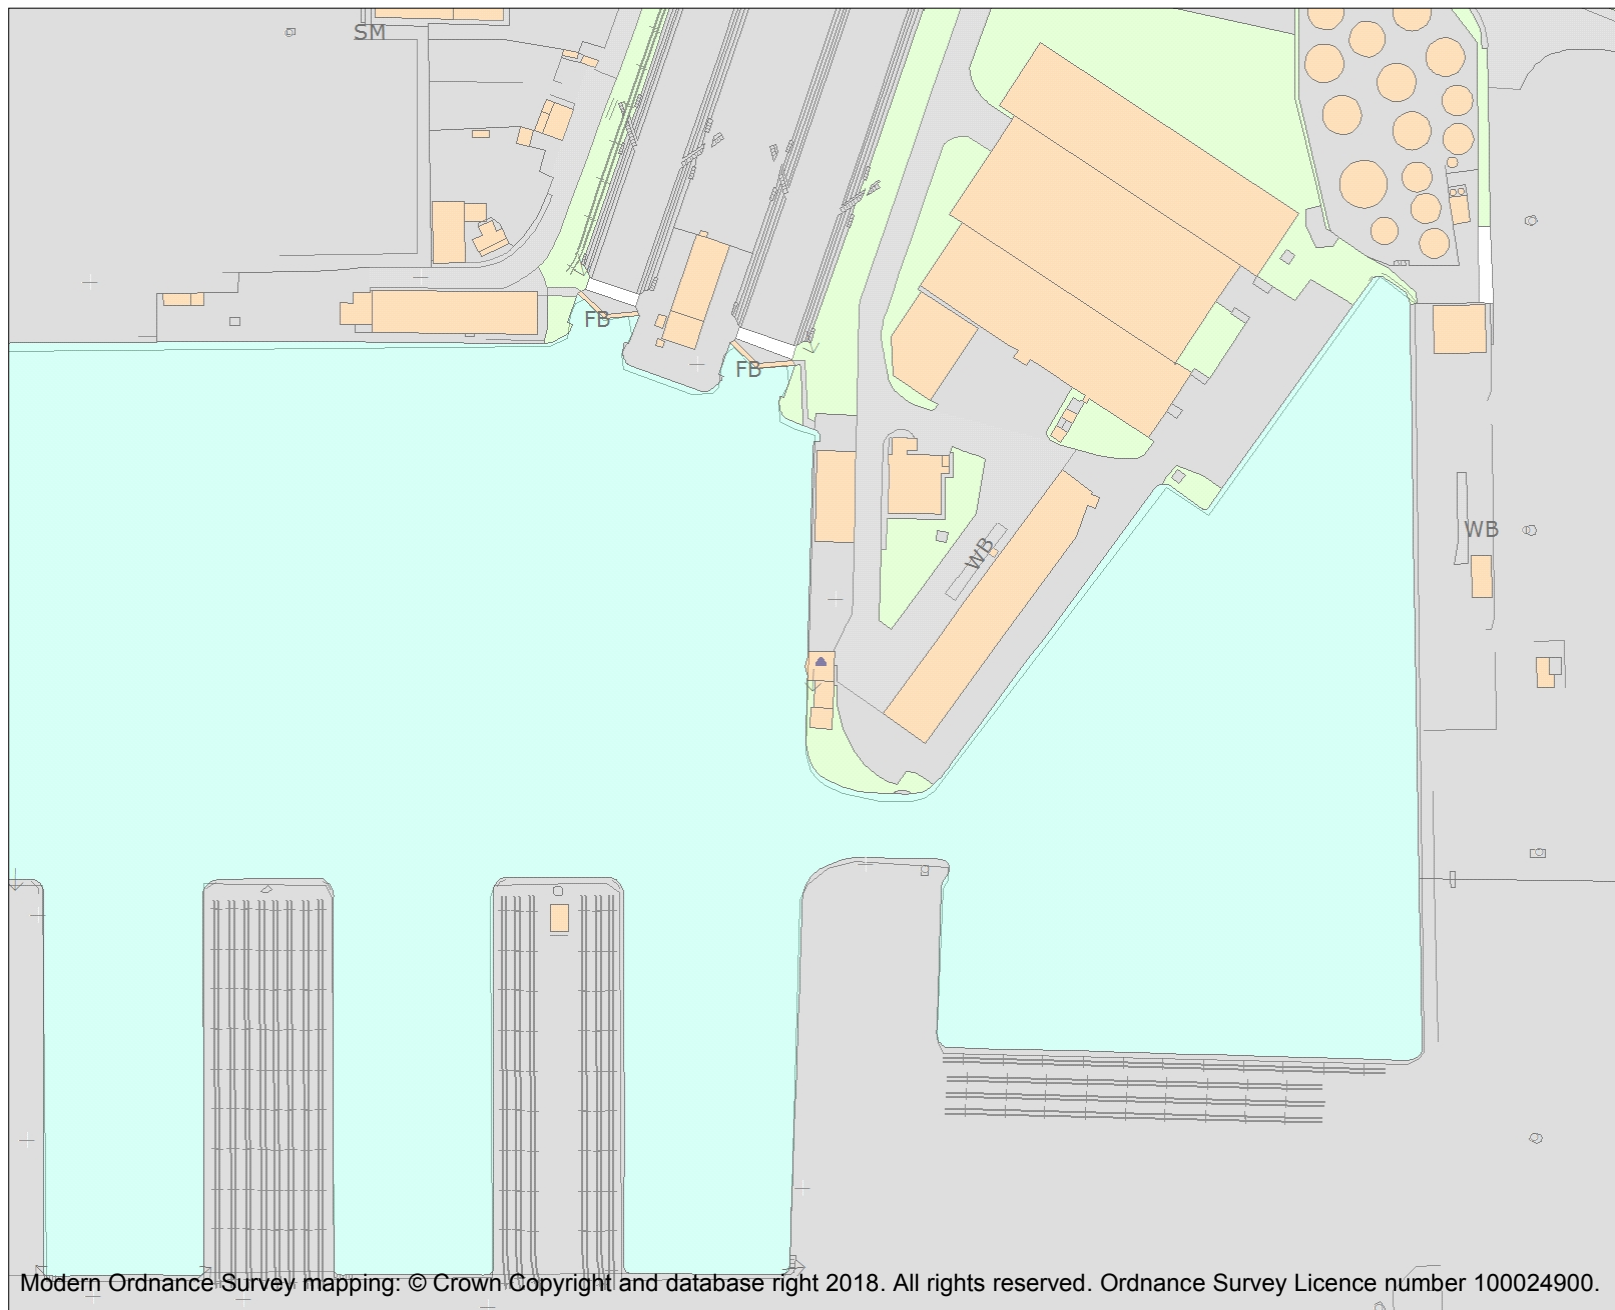 SM
FB
FB
WB
WB
Modern Ordnance Survey mapping: © Crown Copyright and database right 2018. All rights reserved. Ordnance Survey Licence number 100024900.